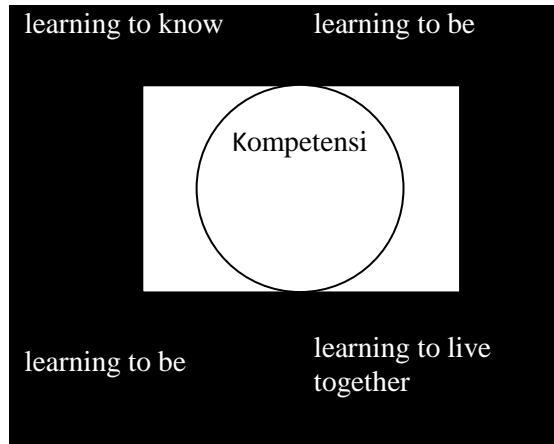 learning to know
learning to be
Kompetensi
learning to be
learning to live
together